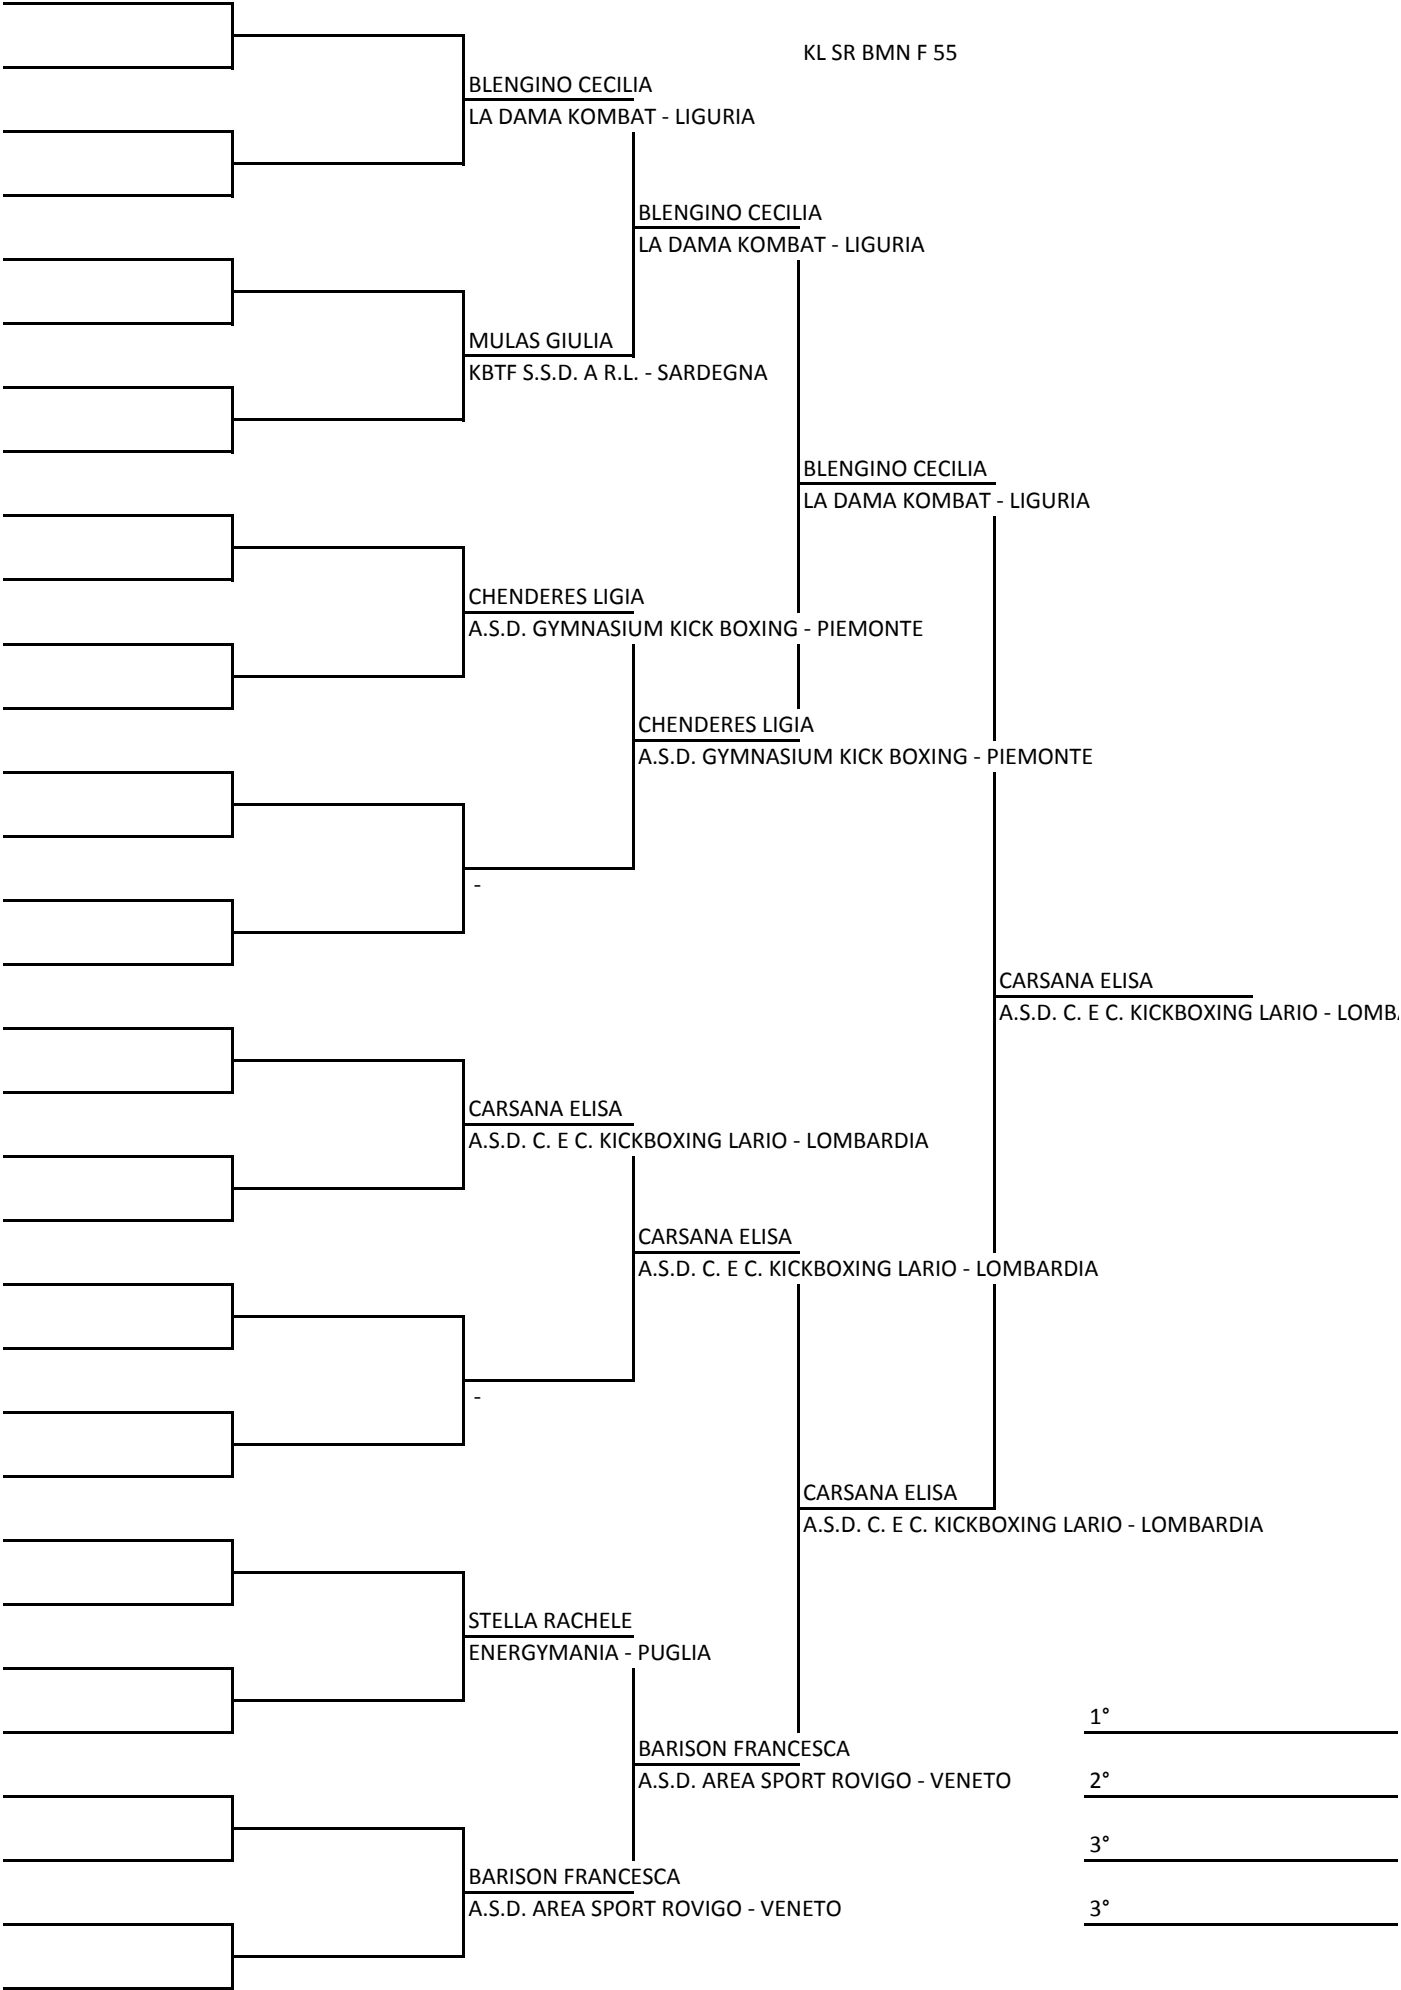 KL SR BMN F 55
BLENGINO CECILIA
LA DAMA KOMBAT - LIGURIA
BLENGINO CECILIA
LA DAMA KOMBAT - LIGURIA
MULAS GIULIA
KBTF S.S.D. A R.L. - SARDEGNA
BLENGINO CECILIA
LA DAMA KOMBAT - LIGURIA
CHENDERES LIGIA
A.S.D. GYMNASIUM KICK BOXING - PIEMONTE
CHENDERES LIGIA
A.S.D. GYMNASIUM KICK BOXING - PIEMONTE
-
CARSANA ELISA
A.S.D. C. E C. KICKBOXING LARIO - LOMB
CARSANA ELISA
A.S.D. C. E C. KICKBOXING LARIO - LOMBARDIA
CARSANA ELISA
A.S.D. C. E C. KICKBOXING LARIO - LOMBARDIA
-
CARSANA ELISA
A.S.D. C. E C. KICKBOXING LARIO - LOMBARDIA
STELLA RACHELE
ENERGYMANIA - PUGLIA
1°
BARISON FRANCESCA
A.S.D. AREA SPORT ROVIGO - VENETO
2°
3°
BARISON FRANCESCA
A.S.D. AREA SPORT ROVIGO - VENETO
3°